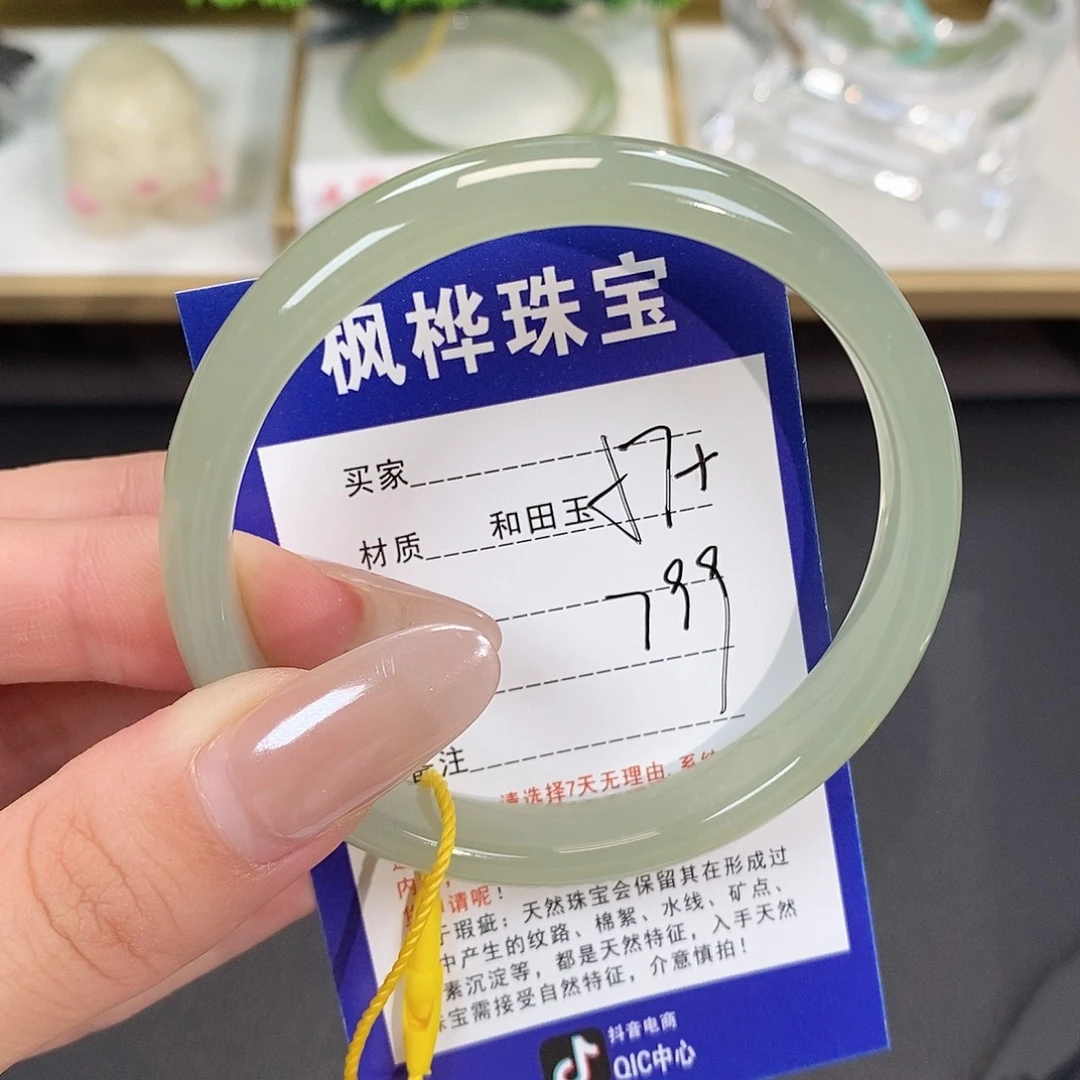 枫桦珠宝
买家
材质 和田玉
57+
799
备注
请选择7天无理由,
内
请呢!
瑕疵：天然珠宝会保留其在形成过
中产生的纹路、棉絮、水线、矿点、
素沉淀等，都是天然特征，入手天然
珠宝需接受自然特征，介意慎拍!
抖音电商
QIC中心